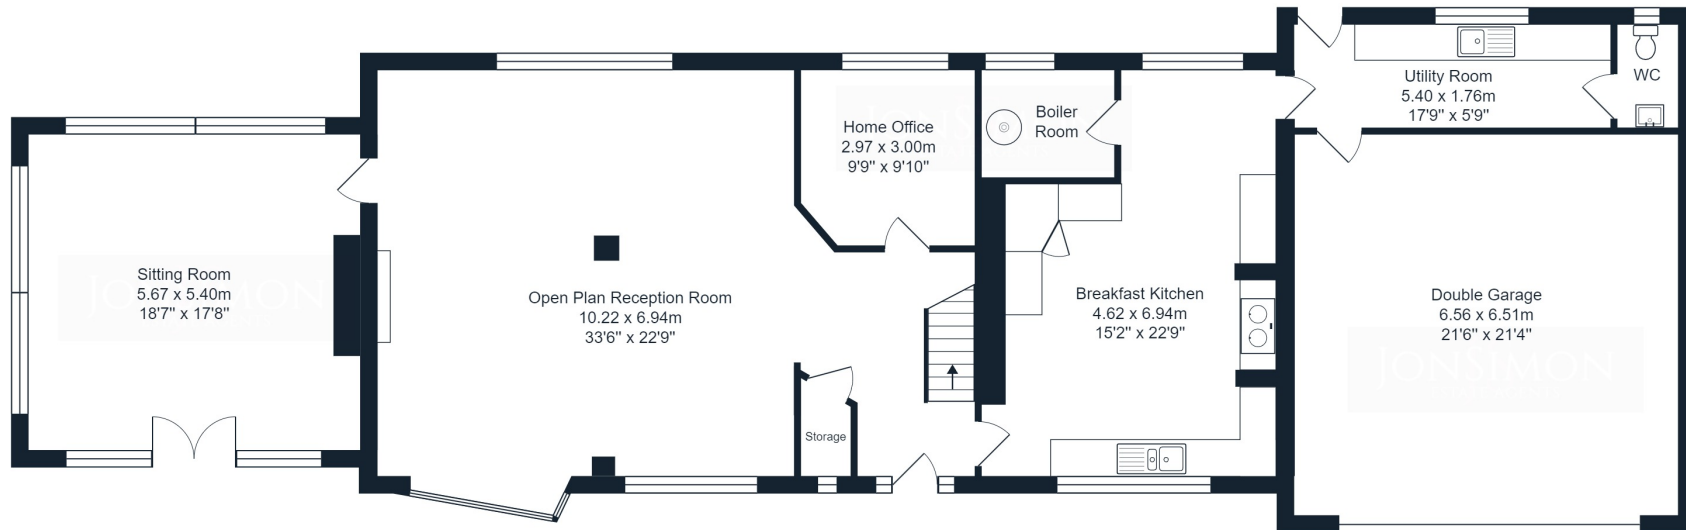 Utility Room
5.40 x 1.76m
17'9" x 5'9"
WC
Boiler
Room
Home Office
2.97 x 3.00m
9'9" x 9'10"
Sitting Room
5.67 x 5.40m
18'7" x 17'8"
Open Plan Reception Room
10.22 x 6.94m
33'6" x 22'9"
Breakfast Kitchen
4.62 x 6.94m
15'2" x 22'9"
Double Garage
6.56 x 6.51m
21'6" x 21'4"
JONSIMON
Storage